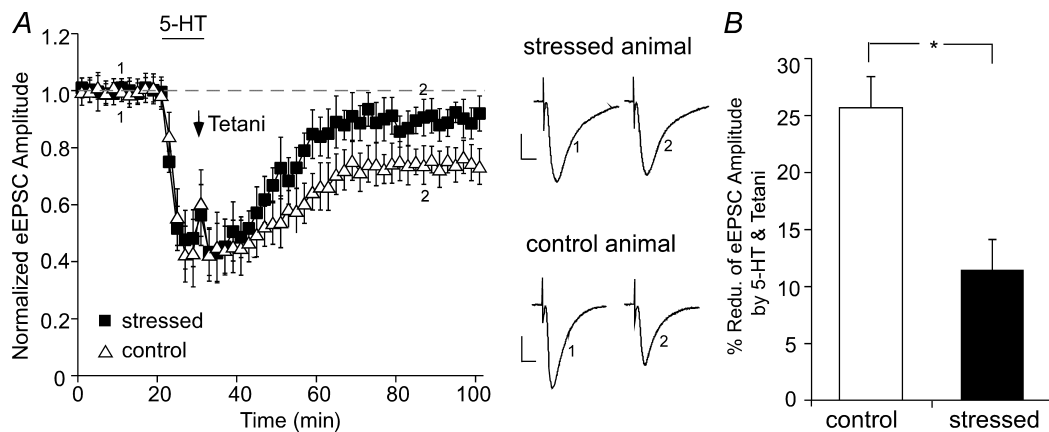 A
5-HT
Normalized eEPSC Amplitude
1.2
1.0
0.8
0.6
0.4
0.2
0
1
1
2
2
Tetani
stressed
control
0
20
40
60
80
100
Time (min)
stressed animal
1
2
control animal
1
2
B
% Redu. of eEPSC Amplitude
by 5-HT & Tetani
30
25
20
15
10
5
0
*
control
stressed